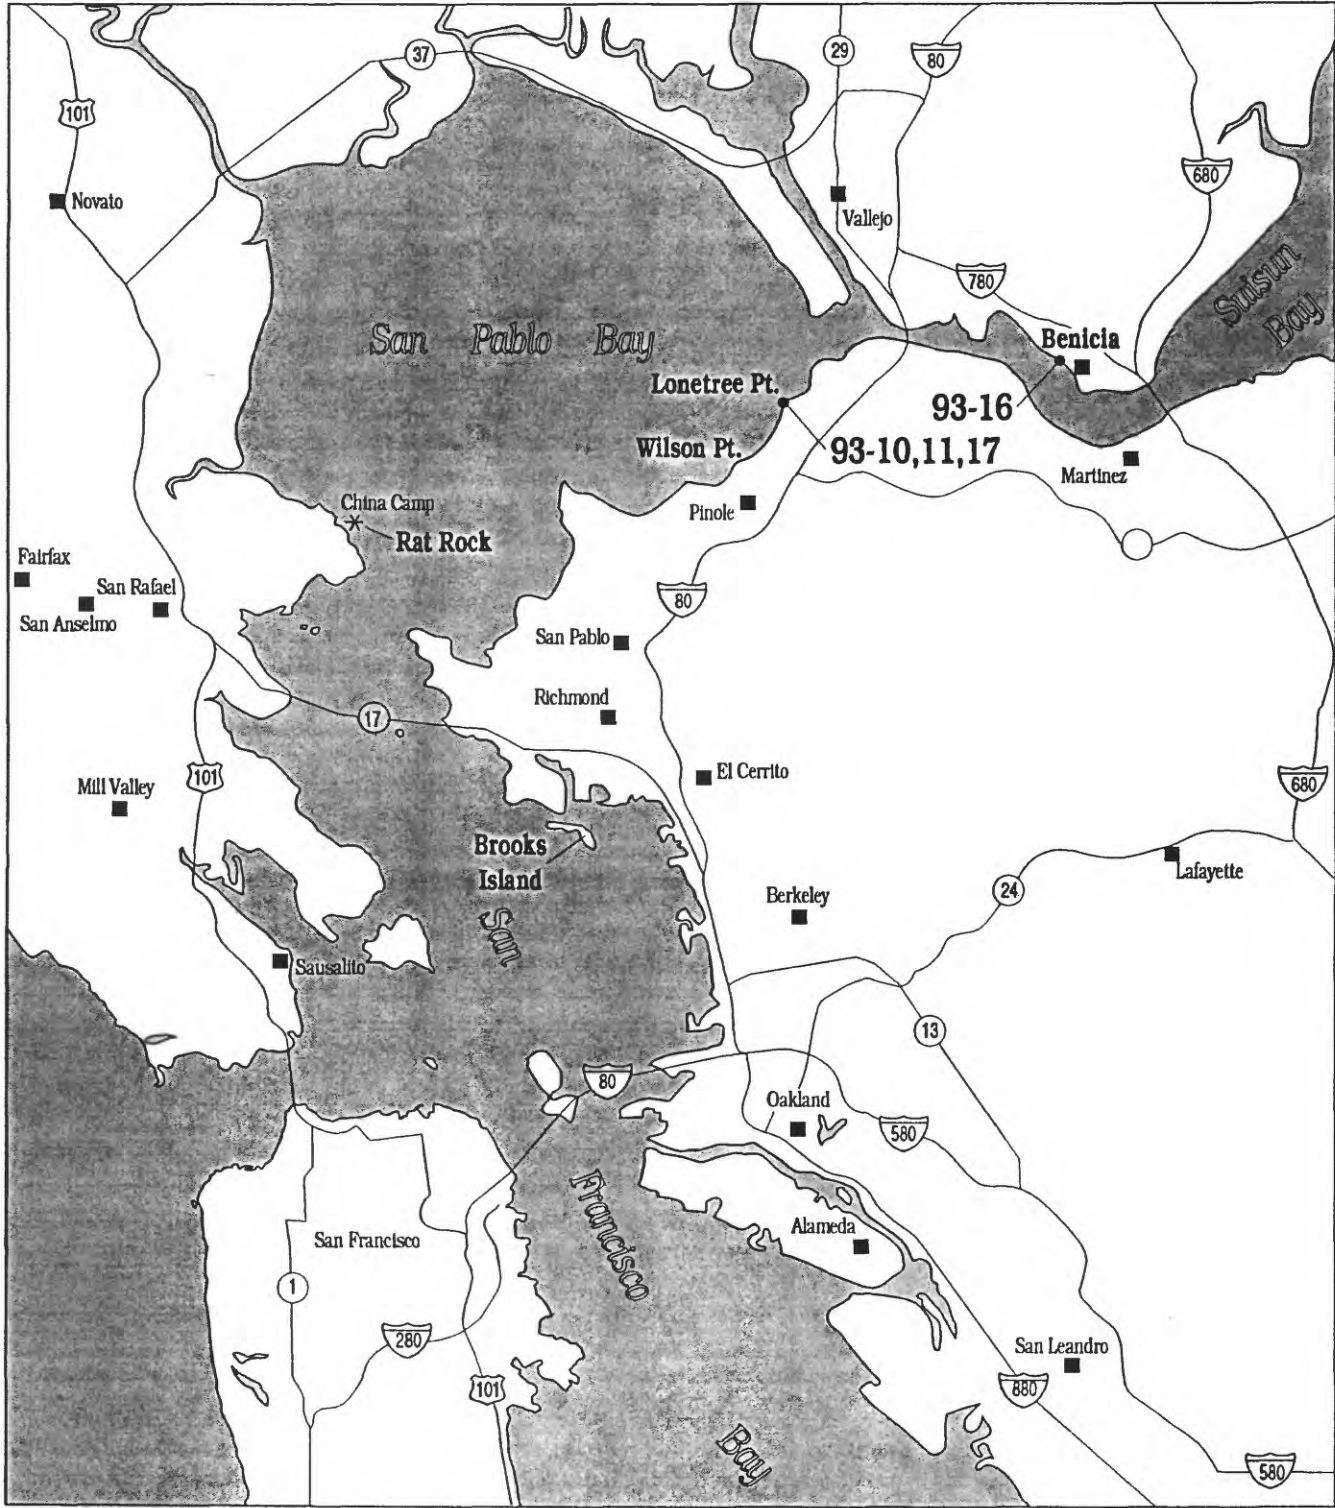 37
29
80
101
680
Novato
Vallejo
Suisun
Bay
780
San Pablo Bay
Benicia
Lonetree Pt.
93-16
Wilson Pt.
93-10,11,17
Martinez
China Camp
Pinole
Rat Rock
Fairfax
San Rafael
80
San Anselmo
San Pablo
Richmond
17
El Cerrito
101
680
Mill Valley
Brooks
Island
Lafayette
24
Berkeley
San
Sausalito
13
80
Oakland
580
Francisco
Alameda
San Francisco
1
280
San Leandro
101
880
Bay
580